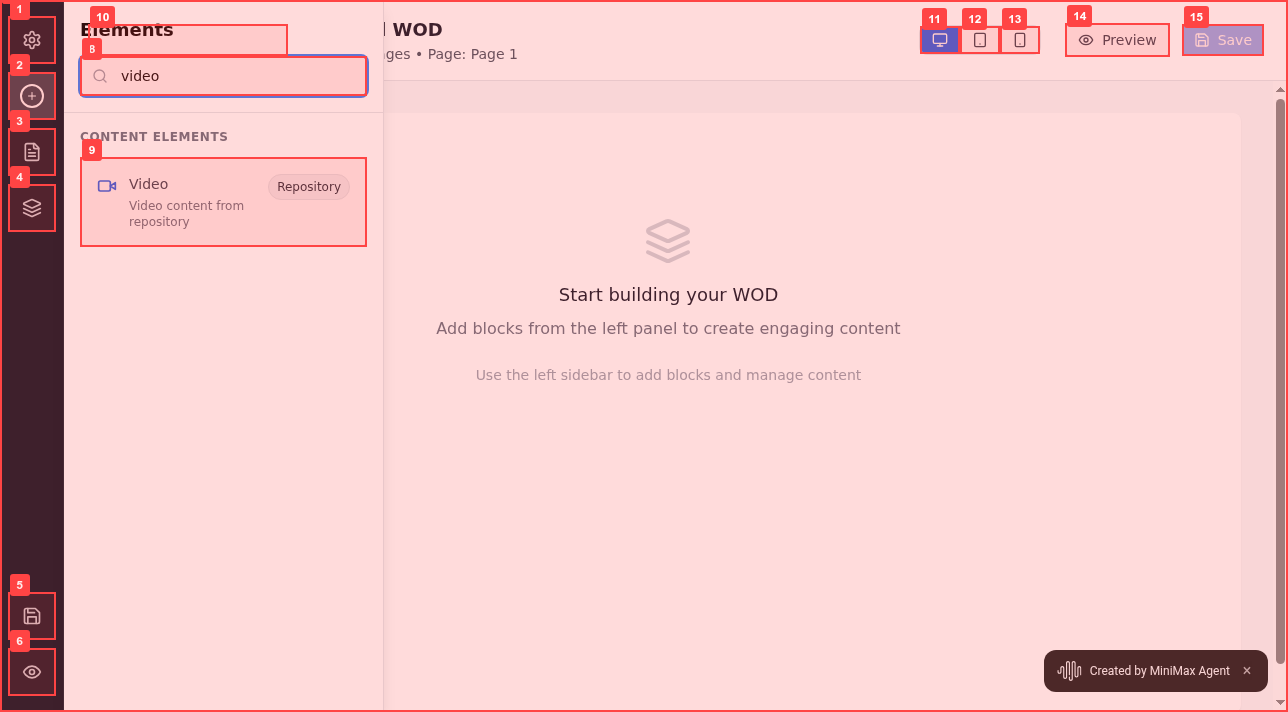 1
10
Elements
WOD
ges • Page: Page 1
11
12
13
14
Preview
15
Save
2
8
video
3
CONTENT ELEMENTS
9
Video
Video content from
repository
Repository
4
Start building your WOD
Add blocks from the left panel to create engaging content
Use the left sidebar to add blocks and manage content
5
6
Created by MiniMax Agent ×